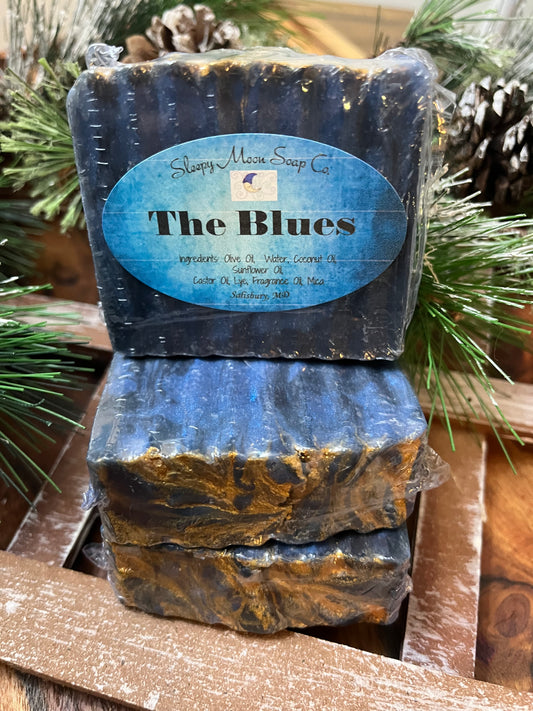 Sleepy Moon Soap Co.
The Blues
Ingredients: Olive Oil, Water, Coconut Oil,
Sunflower Oil,
Castor Oil, Lye, Fragrance Oil, Mica
Salisbury, MD